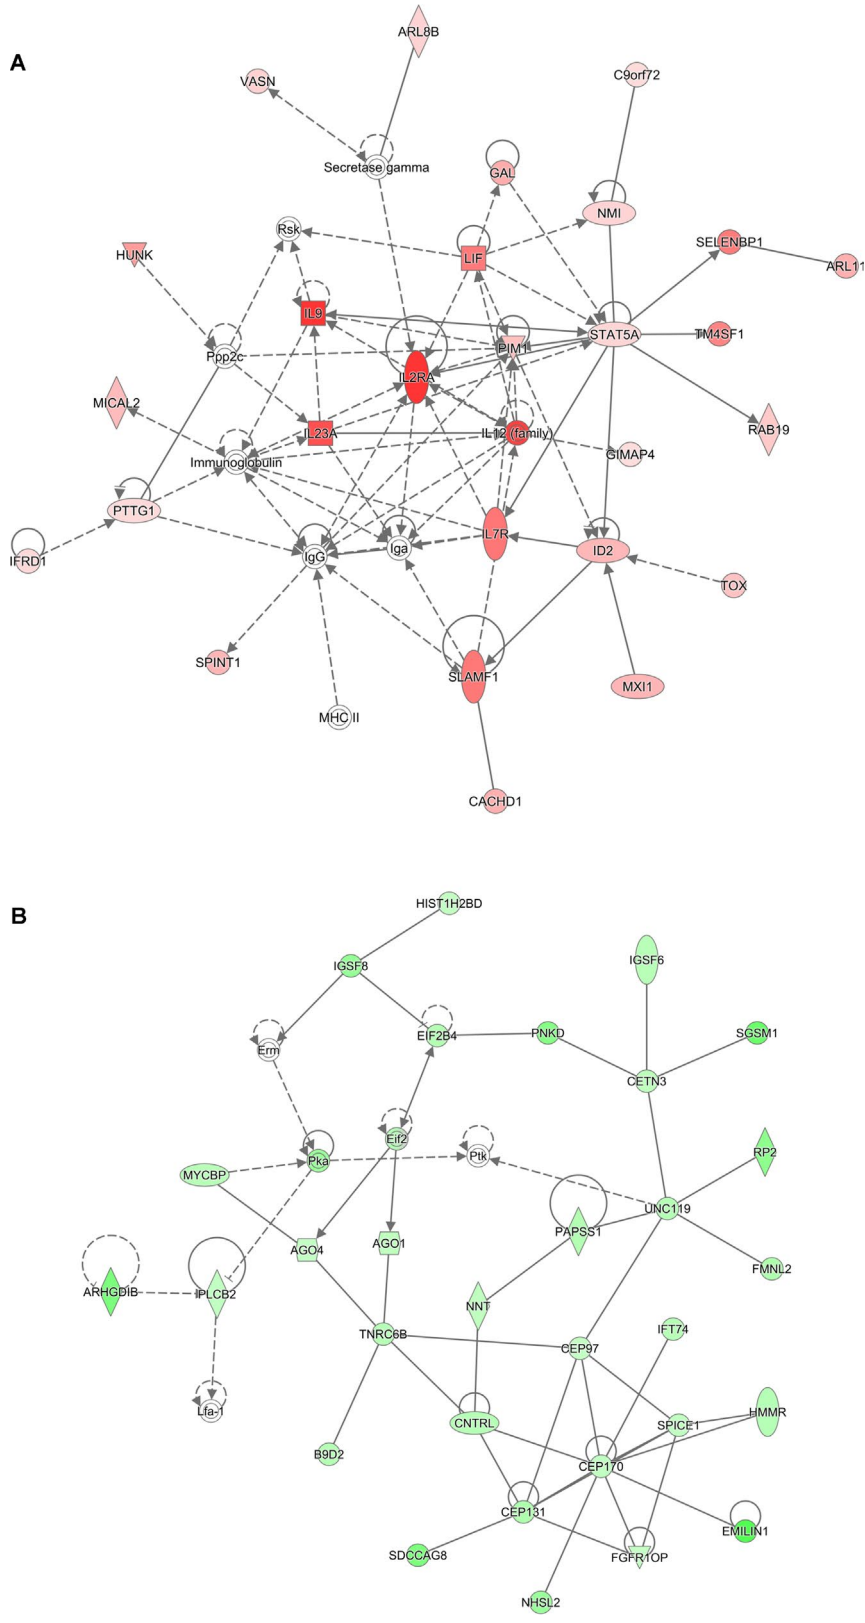 A
ARL8B
VASN
C9orf72
Secretase gamma
GAL
NMI
Rsk
SELENBP1
HUNK
LIF
ARL11
IL9
STAT5A
TM4SF1
PIM1
Ppp2c
IL2RA
MICAL2
IL23A
IL12 (family)
RAB19
GIMAP4
Immunoglobulin
PTTG1
IL7R
IgG
Iga
ID2
IFRD1
TOX
SPINT1
SLAMF1
MXI1
MHC II
CACHD1
B
HIST1H2BD
IGSF8
IGSF6
EIF2B4
PNKD
SGSM1
Erm
CETN3
Eif2
Ptk
RP2
Pka
MYCBP
UNC119
PAPSS1
AGO4
AGO1
FMNL2
ARHGDIB
PLCB2
NNT
TNRC6B
IFT74
CEP97
Lfa-1
CNTRL
SPICE1
HMMR
B9D2
CEP170
CEP131
EMILIN1
SDCCAG8
FGFR1OP
NHSL2